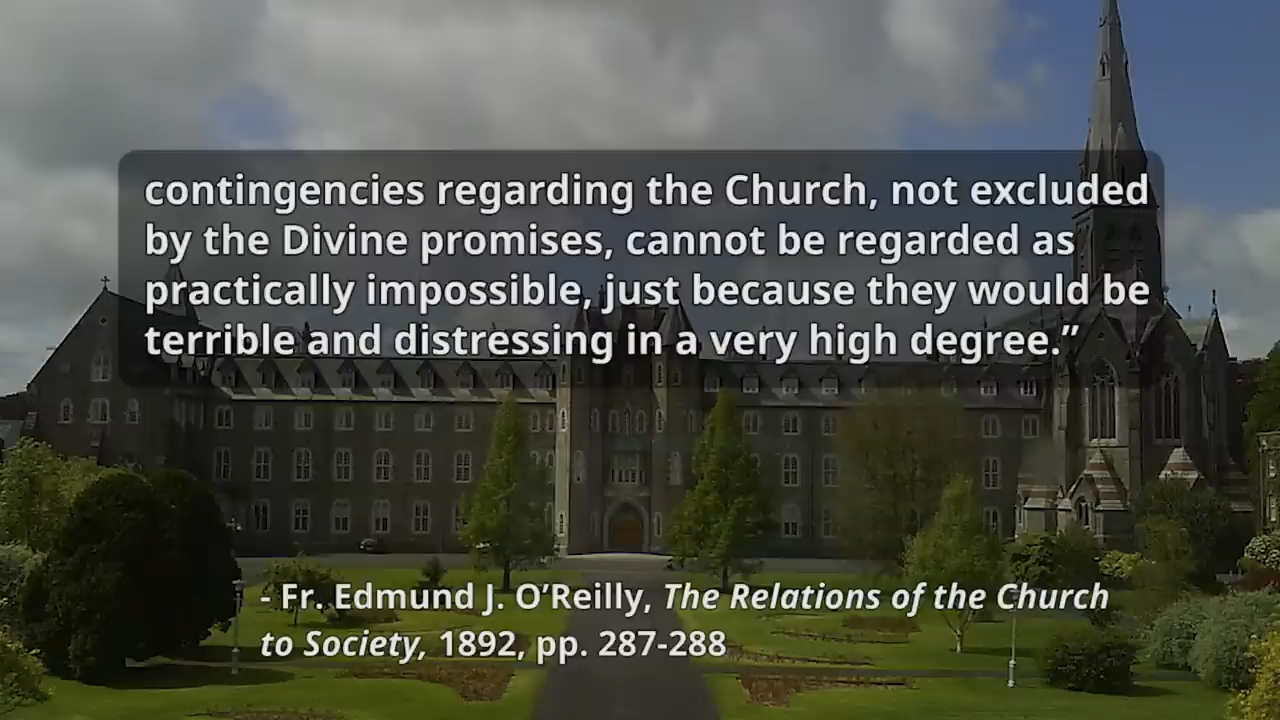 contingencies regarding the Church, not excluded
by the Divine promises, cannot be regarded as
practically impossible, just because they would be
terrible and distressing in a very high degree.”
- Fr. Edmund J. O’Reilly, The Relations of the Church
to Society, 1892, pp. 287-288